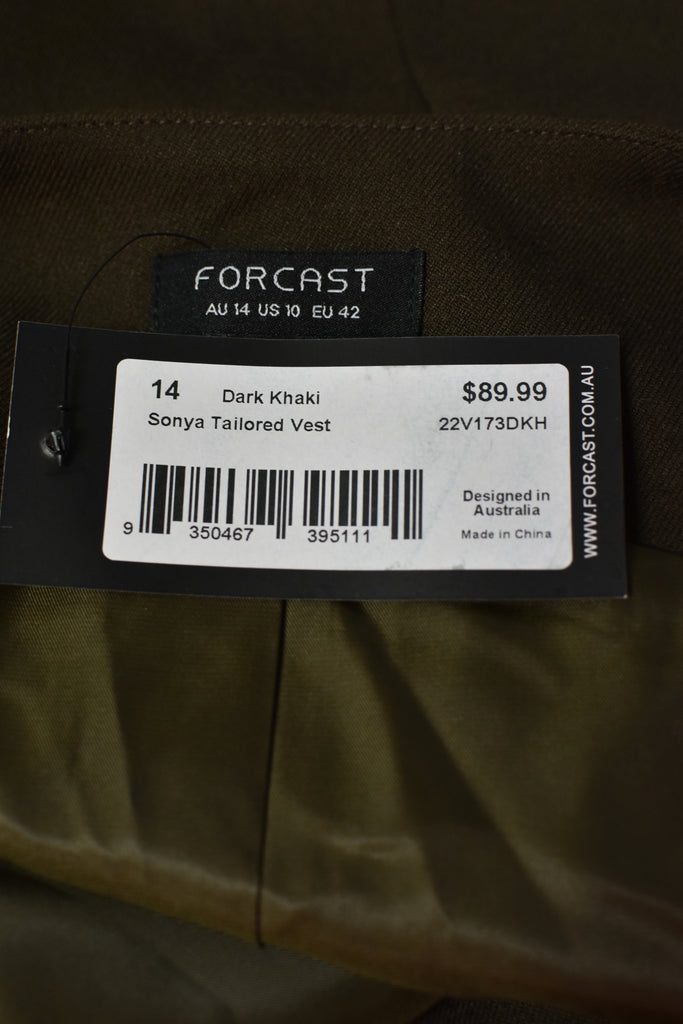 FORCAST
AU 14 US 10 EU 42
14 Dark Khaki $89.99
Sonya Tailored Vest 22V173DKH
Designed in
Australia
Made in China
9 350467 395111
WWW.FORCAST.COM.AU